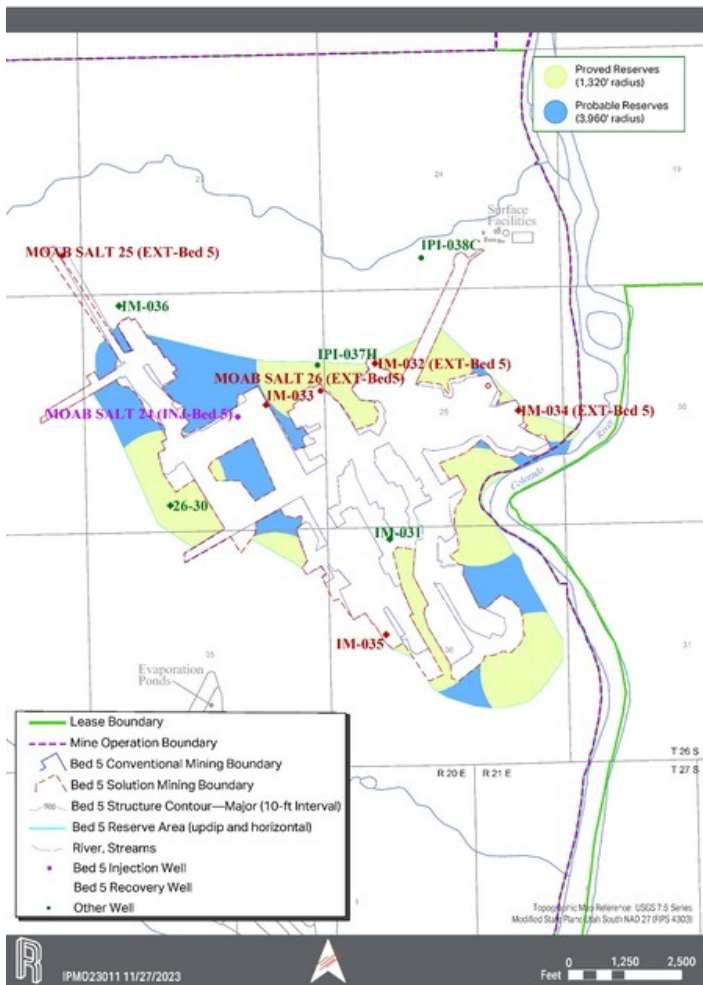 Proved Reserves
(1,320' radius)
Probable Reserves
(3,960' radius)
23
24
19
Surface
Facilities
IPI-038C
MOAB SALT 25 (EXT-Bed 5)
IM-036
IPI-037H
IM-032 (EXT-Bed 5)
MOAB SALT 26 (EXT-Bed5)
IM-033
MOAB SALT 24 (INJ-Bed 5)
25
IM-034 (EXT-Bed 5)
30
Colorado River
26-30
IM-031
IM-035
35
36
31
Evaporation
Ponds
Lease Boundary
Mine Operation Boundary
Bed 5 Conventional Mining Boundary
Bed 5 Solution Mining Boundary
900 Bed 5 Structure Contour—Major (10-ft Interval)
Bed 5 Reserve Area (updip and horizontal)
River, Streams
Bed 5 Injection Well
Bed 5 Recovery Well
Other Well
T 26 S
R 20 E R 21 E
T 27 S
1
Topographic Map Reference: USGS 7.5 Series
Modified State Plane Utah South NAD 27 (FIPS 4303)
R
IPMO23011 11/27/2023
0 1,250 2,500
Feet